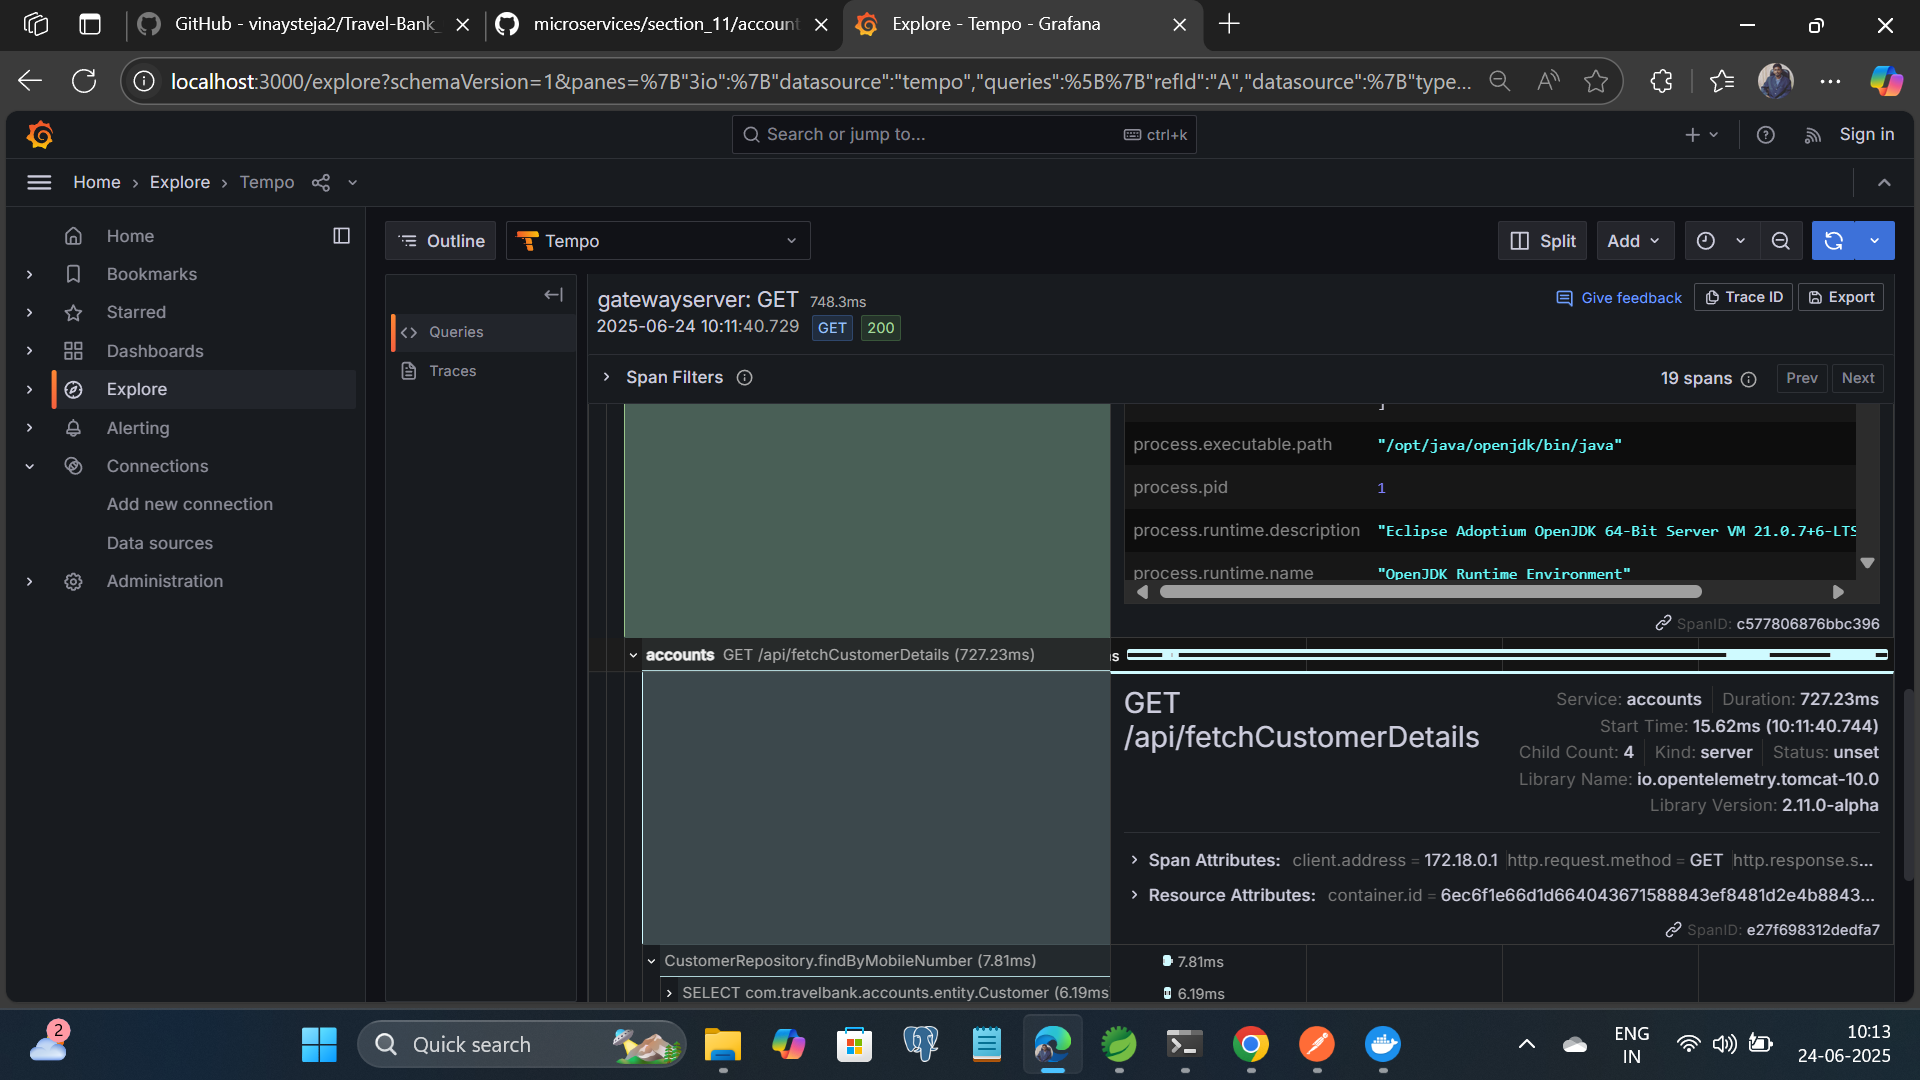 GitHub - vinaysteja2/Travel-Bank_
microservices/section_11/account
Explore - Tempo - Grafana
localhost:3000/explore?schemaVersion=1&panes=%7B"3io":%7B"datasource":"tempo","queries":%5B%7B"refId":"A","datasource":%7B"type...
Search or jump to...
ctrl+k
Sign in
Home > Explore > Tempo
Home
Bookmarks
Starred
Dashboards
Explore
Alerting
Connections
Add new connection
Data sources
Administration
Outline
Tempo
Split
Add
Queries
Traces
gatewayserver: GET 748.3ms
2025-06-24 10:11:40.729 GET 200
Give feedback
Trace ID
Export
Span Filters
19 spans
Prev
Next
]
process.executable.path "/opt/java/openjdk/bin/java"
process.pid 1
process.runtime.description "Eclipse Adoptium OpenJDK 64-Bit Server VM 21.0.7+6-LTS
process.runtime.name "OpenJDK Runtime Environment"
SpanID: c577806876bbc396
accounts GET /api/fetchCustomerDetails (727.23ms)
s
GET
/api/fetchCustomerDetails
Service: accounts Duration: 727.23ms
Start Time: 15.62ms (10:11:40.744)
Child Count: 4 Kind: server Status: unset
Library Name: io.opentelemetry.tomcat-10.0
Library Version: 2.11.0-alpha
Span Attributes: client.address = 172.18.0.1 http.request.method = GET http.response.s...
Resource Attributes: container.id = 6ec6f1e66d1d664043671588843ef8481d2e4b8843...
SpanID: e27f698312dedfa7
CustomerRepository.findByMobileNumber (7.81ms)
7.81ms
SELECT com.travelbank.accounts.entity.Customer (6.19ms
6.19ms
2
Quick search
ENG
IN
10:13
24-06-2025